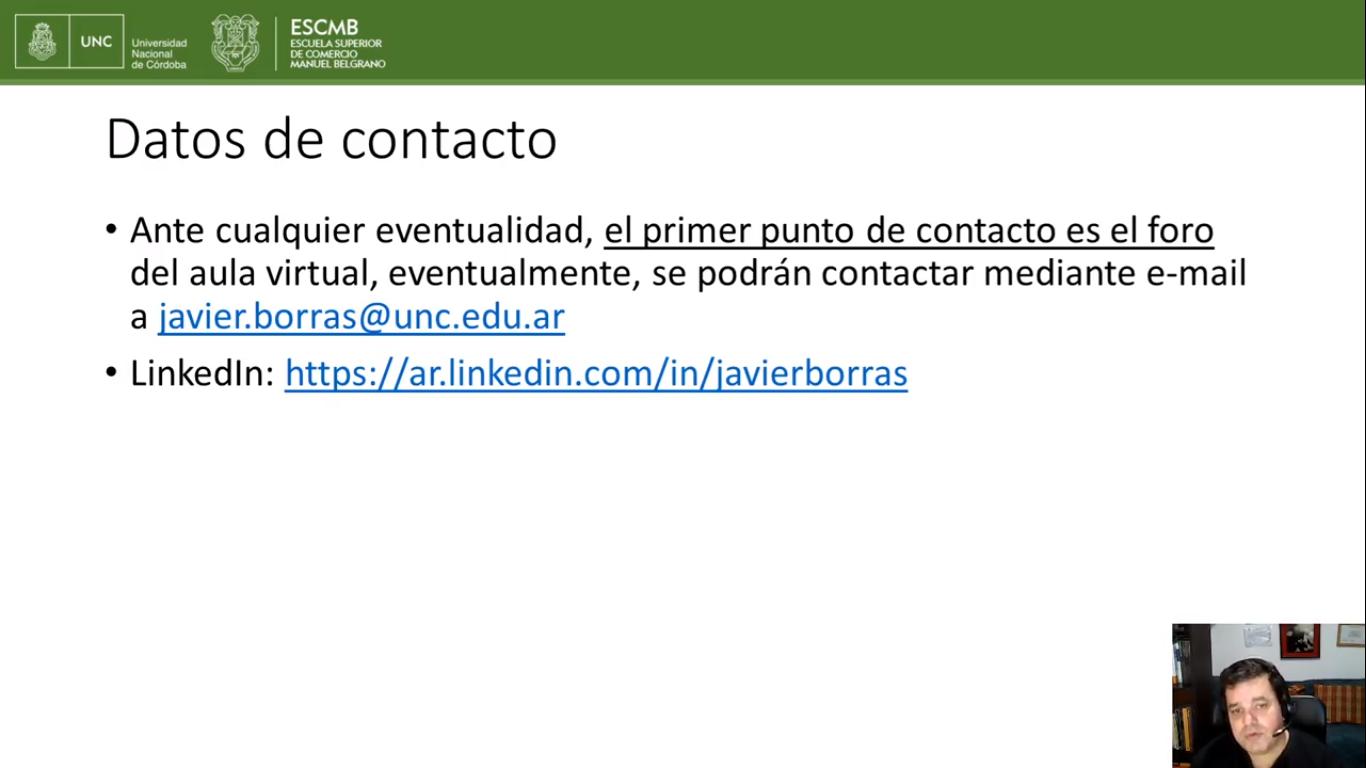 UNC
Universidad
Nacional
de Córdoba
ESCMB
ESCUELA SUPERIOR
DE COMERCIO
MANUEL BELGRANO
Datos de contacto
• Ante cualquier eventualidad, el primer punto de contacto es el foro
del aula virtual, eventualmente, se podrán contactar mediante e-mail
a javier.borras@unc.edu.ar
• LinkedIn: https://ar.linkedin.com/in/javierborras